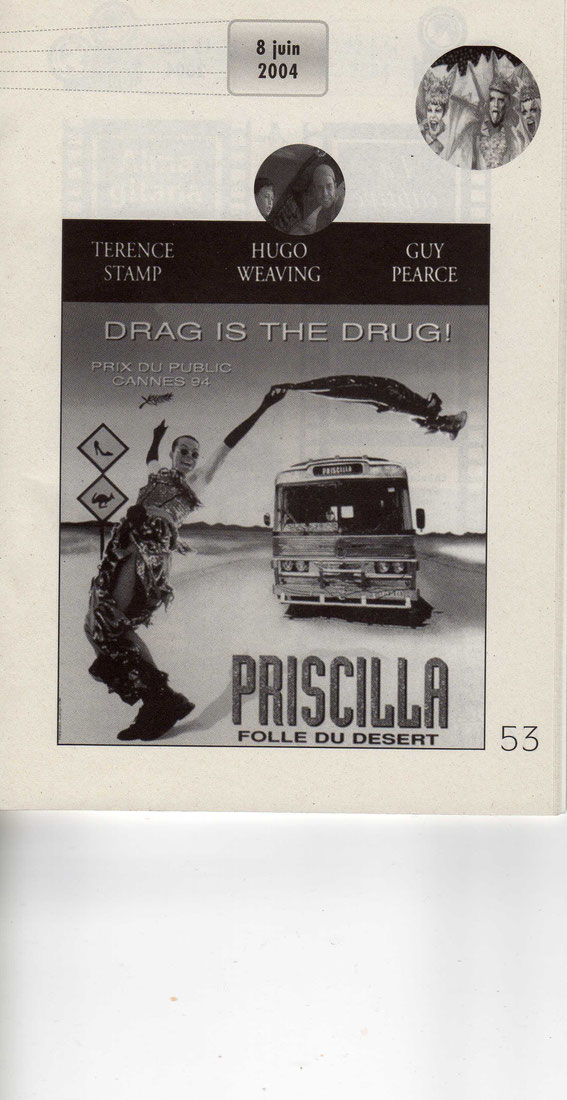 8 juin
2004
TERENCE
STAMP
HUGO
WEAVING
GUY
PEARCE
DRAG IS THE DRUG!
PRIX DU PUBLIC
CANNES 94
PRISCILLA
PRISCILLA
FOLLE DU DESERT
53